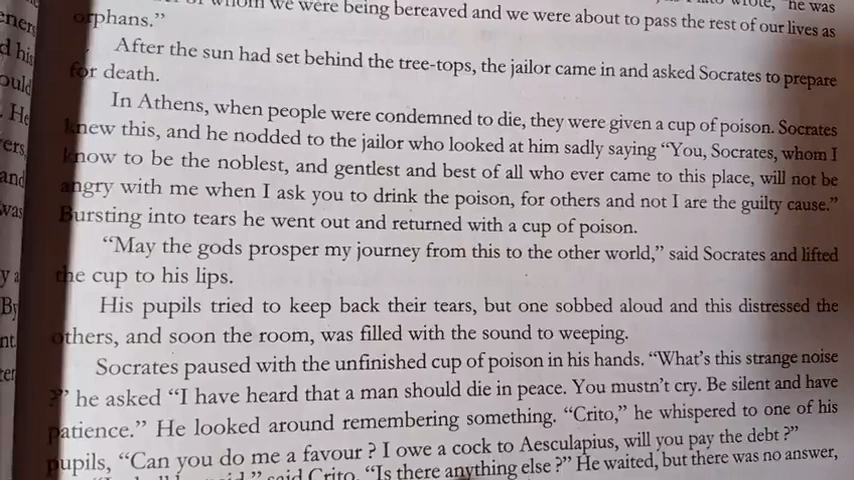 whom we were being bereaved and we were about to pass the rest of our lives as
orphans.”
After the sun had set behind the tree-tops, the jailor came in and asked Socrates to prepare
for death.
In Athens, when people were condemned to die, they were given a cup of poison. Socrates
knew this, and he nodded to the jailor who looked at him sadly saying “You, Socrates, whom I
know to be the noblest, and gentlest and best of all who ever came to this place, will not be
angry with me when I ask you to drink the poison, for others and not I are the guilty cause.”
Bursting into tears he went out and returned with a cup of poison.
“May the gods prosper my journey from this to the other world,” said Socrates and lifted
the cup to his lips.
His pupils tried to keep back their tears, but one sobbed aloud and this distressed the
others, and soon the room, was filled with the sound to weeping.
Socrates paused with the unfinished cup of poison in his hands. “What’s this strange noise
?” he asked “I have heard that a man should die in peace. You mustn’t cry. Be silent and have
patience.” He looked around remembering something. “Crito,” he whispered to one of his
pupils, “Can you do me a favour ? I owe a cock to Aesculapius, will you pay the debt ?”
said Crito. “Is there anything else ?” He waited, but there was no answer,